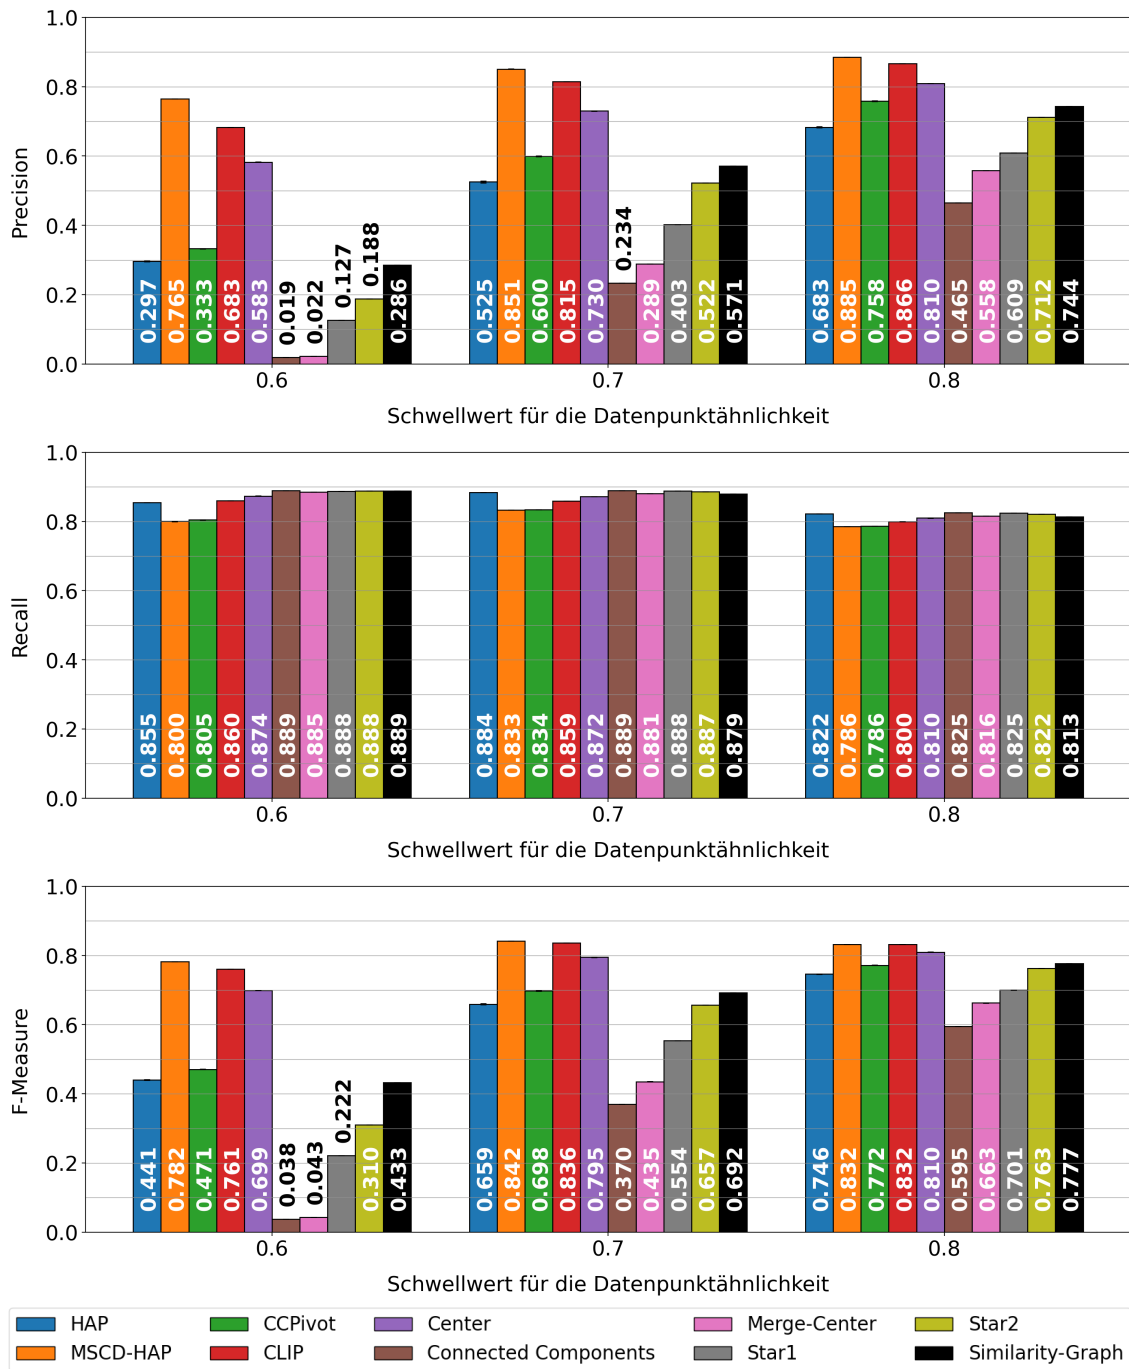 1.0
0.8
0.6
0.4
0.2
0.0
Precision
0.297 0.765 0.333 0.683 0.583 0.019 0.022 0.127 0.188 0.286
0.525 0.851 0.600 0.815 0.730 0.234 0.289 0.403 0.522 0.571
0.683 0.885 0.758 0.866 0.810 0.465 0.558 0.609 0.712 0.744
0.6 0.7 0.8
Schwellwert für die Datenpunktähnlichkeit
1.0
0.8
0.6
0.4
0.2
0.0
Recall
0.855 0.800 0.805 0.860 0.874 0.889 0.885 0.888 0.888 0.889
0.884 0.833 0.834 0.859 0.872 0.889 0.881 0.888 0.887 0.879
0.822 0.786 0.786 0.800 0.810 0.825 0.816 0.825 0.822 0.813
0.6 0.7 0.8
Schwellwert für die Datenpunktähnlichkeit
1.0
0.8
0.6
0.4
0.2
0.0
F-Measure
0.441 0.782 0.471 0.761 0.699 0.038 0.043 0.222 0.310 0.433
0.659 0.842 0.698 0.836 0.795 0.370 0.435 0.554 0.657 0.692
0.746 0.832 0.772 0.832 0.810 0.595 0.663 0.701 0.763 0.777
0.6 0.7 0.8
Schwellwert für die Datenpunktähnlichkeit
HAP CCPivot Center Merge-Center Star2
MSCD-HAP CLIP Connected Components Star1 Similarity-Graph